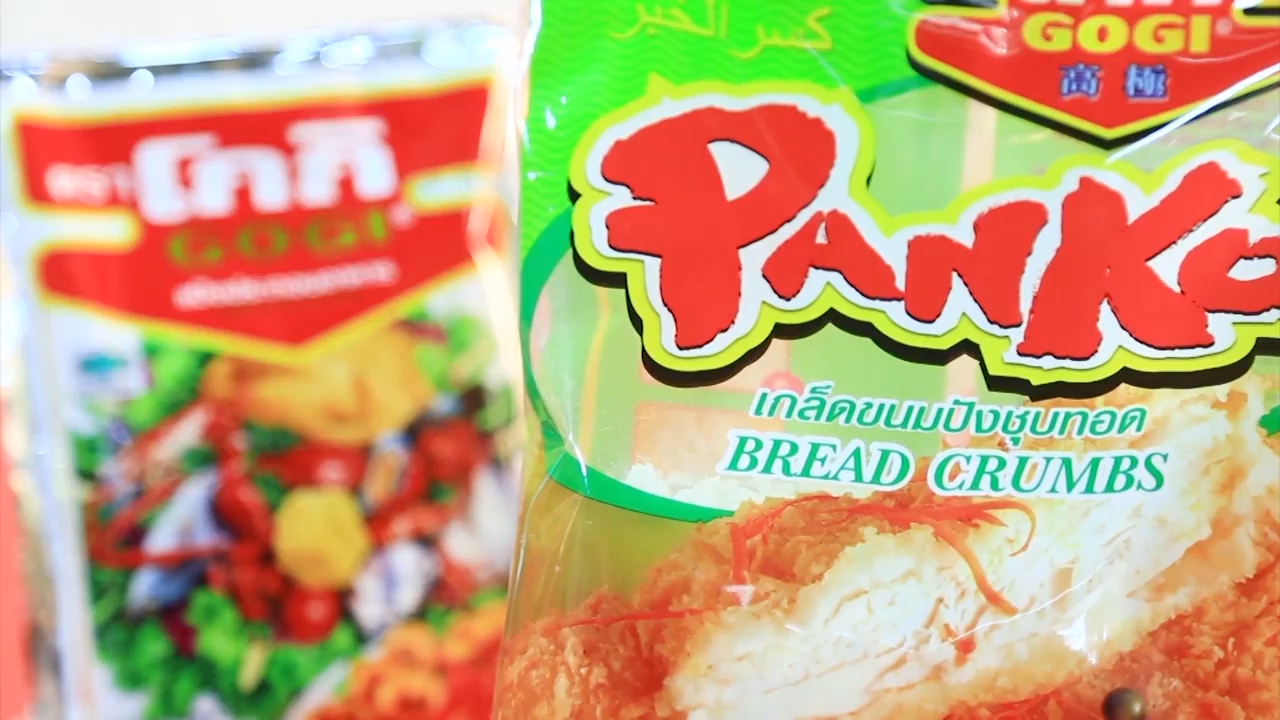 ตรา โกกิ
GOGI
كسر الخبز
GOGI
高極
PANKO
เกล็ดขนมปังชุบทอด
BREAD CRUMBS